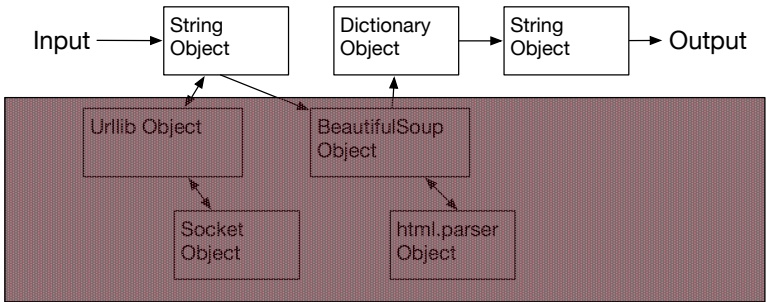 Input
String
Object
Dictionary
Object
String
Object
Output
Urllib Object
BeautifulSoup
Object
Socket
Object
html.parser
Object